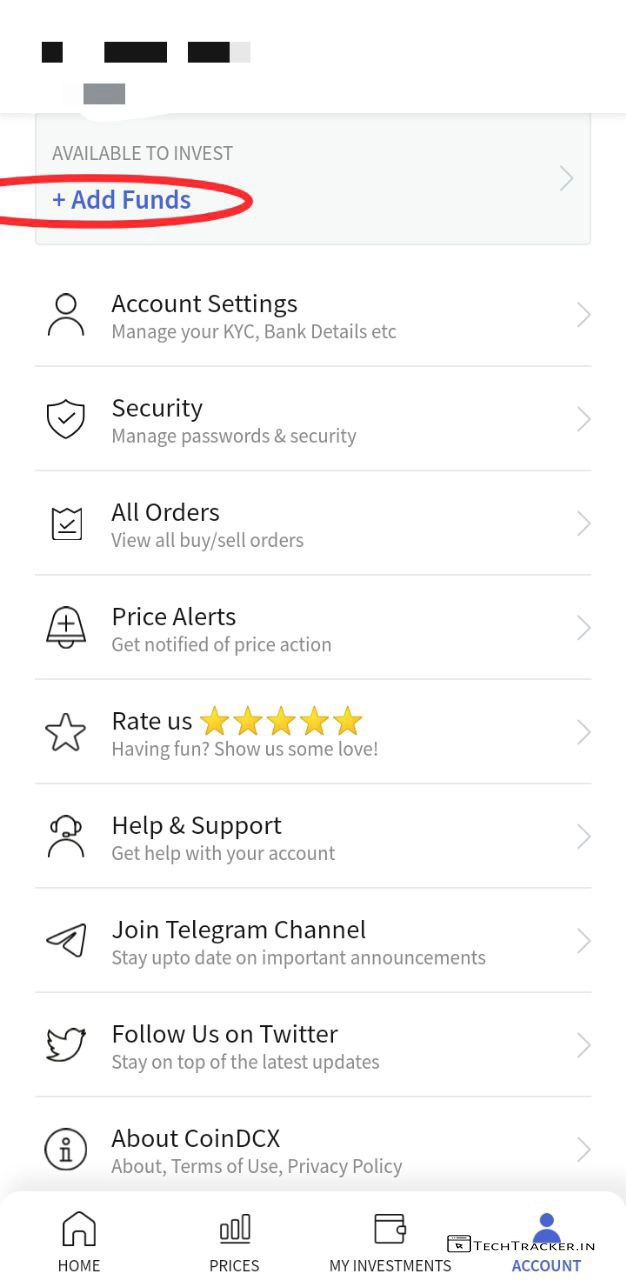 AVAILABLE TO INVEST
+ Add Funds
Account Settings
Manage your KYC, Bank Details etc
Security
Manage passwords & security
All Orders
View all buy/sell orders
Price Alerts
Get notified of price action
Rate us ⭐⭐⭐⭐⭐
Having fun? Show us some love!
Help & Support
Get help with your account
Join Telegram Channel
Stay upto date on important announcements
Follow Us on Twitter
Stay on top of the latest updates
About CoinDCX
About, Terms of Use, Privacy Policy
TECHTRACKER.IN
HOME PRICES MY INVESTMENTS ACCOUNT